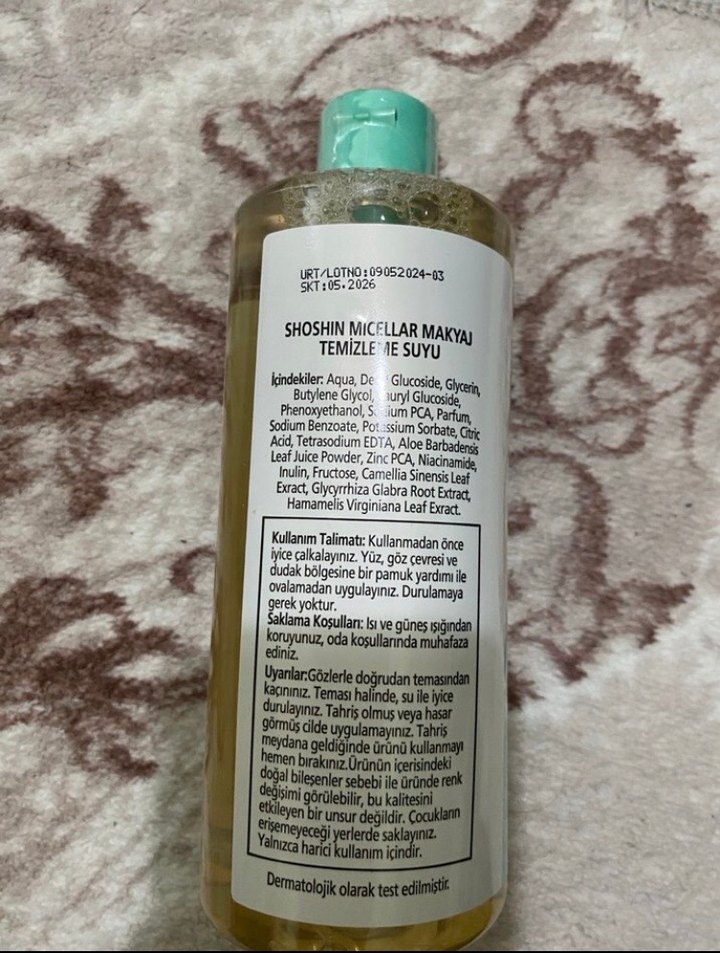 URT/LOTNO:09052024-03
SKT:05.2026
SHOSHIN MICELLAR MAKYAJ
TEMİZLEME SUYU
İçindekiler: Aqua, Glucoside, Glycerin,
Butylene Glycol, Glucoside,
Phenoxyethanol, Sodium PCA, Parfum,
Sodium Benzoate, Potassium Sorbate, Citric
Acid, Tetrasodium EDTA, Aloe Barbadensis
Leaf Juice Powder, Zinc PCA, Niacinamide,
Inulin, Fructose, Camellia Sinensis Leaf
Exract, Glycyrrhiza Glabra Root Extract,
Hamamelis Virginiana Leaf Exract.
Kullanım Talimatı: Kullanmadan önce
iyice çalkalayınız. Yüz, göz çevresi ve
dudak bölgesine bir pamuk yardımı ile
ovalamadan uygulayınız. Durulamaya
gerek yoktur.
Saklama Koşulları: Isı ve güneş ışığından
koruyunuz, oda koşullarında muhafaza
ediniz.
Uyarılar:Gözlerle doğrudan temasından
kaçınınız. Teması halinde, su ile iyice
durulayınız. Tahriş olmuş veya hasar
görmüş cilde uygulamayınız. Tahriş
meydana geldiğinde ürünü kullanmayı
hemen bırakınız.Ürünün içerisindeki
doğal bileşenler sebebi ile üründe renk
değişimi görülebilir, bu kalitesini
etkileyen bir unsur değildir. Çocukların
erişemeyeceği yerlerde saklayınız.
Yalnızca harici kullanım içindir.
Dermatolojik olarak test edilmiştir.